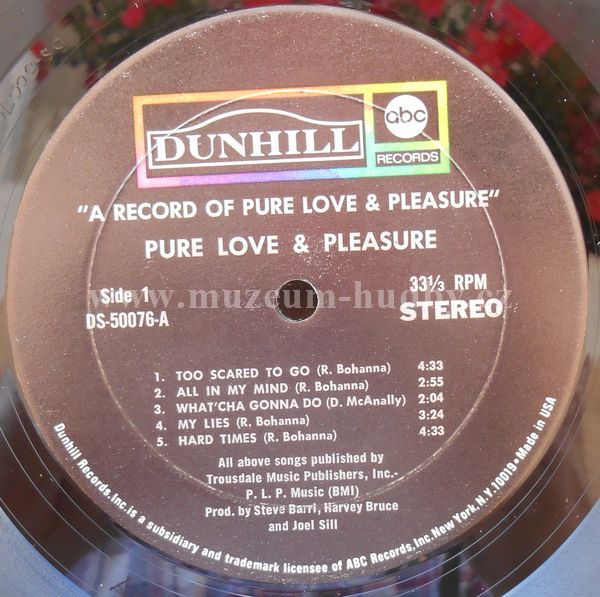 DUNHILL
abc
RECORDS
"A RECORD OF PURE LOVE & PLEASURE"
PURE LOVE & PLEASURE
Side 1
33⅓ RPM
DS-50076-A
STEREO
www.muzeum-hudby.cz
1. TOO SCARED TO GO (R. Bohanna) 4:33
2. ALL IN MY MIND (R. Bohanna) 2:55
3. WHAT'CHA GONNA DO (D. McAnally) 2:04
4. MY LIES (R. Bohanna) 3:24
5. HARD TIMES (R. Bohanna) 4:33
All above songs published by
Trousdale Music Publishers, Inc.-
P. L. P. Music (BMI)
Prod. by Steve Barri, Harvey Bruce
and Joel Sill
Dunhill Records, Inc. is a subsidiary and trademark licensee of ABC Records, Inc. New York, N.Y. 10019 • Made in USA